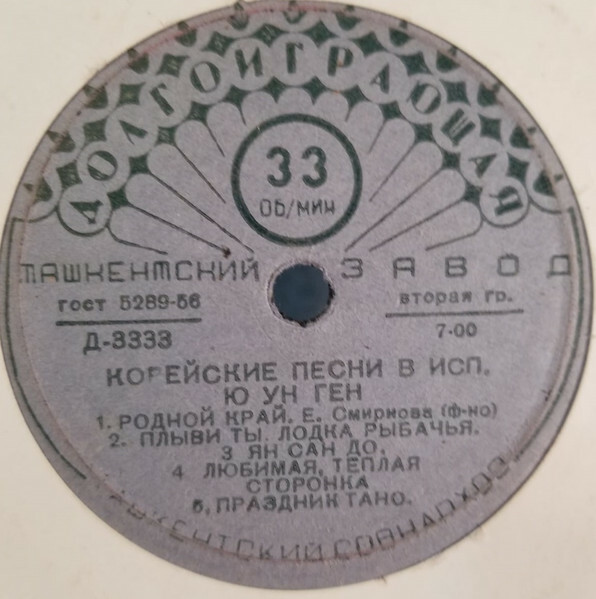 ДОЛГОИГРАЮЩАЯ
33
ОБ/МИН
ТАШКЕНТСКИЙ ЗАВОД
ГОСТ 5289-56 вторая гр.
Д-3333 7-00
КОРЕЙСКИЕ ПЕСНИ В ИСП.
Ю УН ГЕН
1. РОДНОЙ КРАЙ. Е. Смирнова (ф-но)
2. ПЛЫВИ ТЫ, ЛОДКА РЫБАЧЬЯ.
3 ЯН САН ДО.
4 ЛЮБИМАЯ, ТЕПЛАЯ
СТОРОНКА
5. ПРАЗДНИК ТАНО.
СОВНАРХОЗ